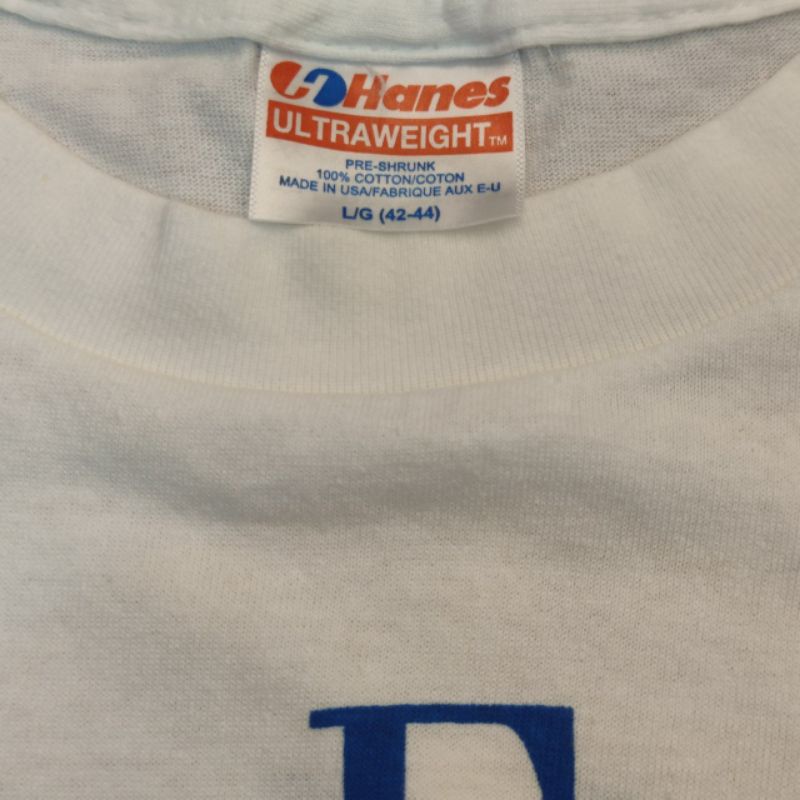 Hanes
ULTRAWEIGHT™
PRE-SHRUNK
100% COTTON/COTON
MADE IN USA/FABRIQUE AUX E-U
L/G (42-44)